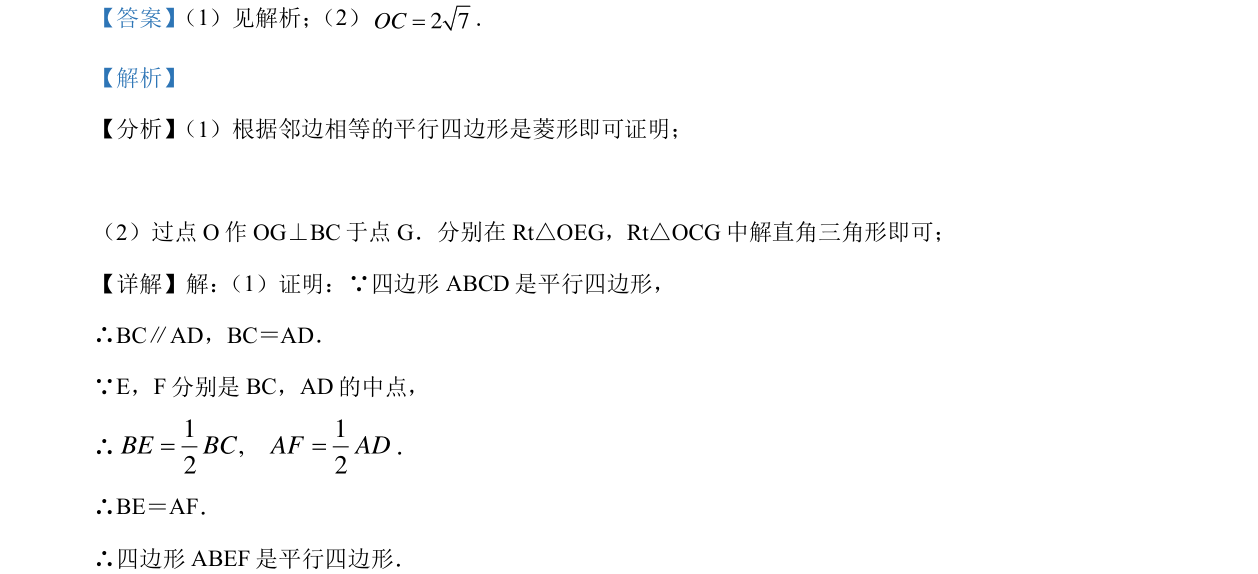 【答案】（1）见解析；（2） OC = 2√7 .
【解析】
【分析】（1）根据邻边相等的平行四边形是菱形即可证明；
（2）过点 O 作 OG⊥BC 于点 G．分别在 Rt△OEG，Rt△OCG 中解直角三角形即可；
【详解】解：（1）证明：∵四边形 ABCD 是平行四边形，
∴BC∥AD，BC＝AD．
∵E，F 分别是 BC，AD 的中点，
∴ BE = 1/2 BC, AF = 1/2 AD .
∴BE＝AF．
∴四边形 ABEF 是平行四边形．